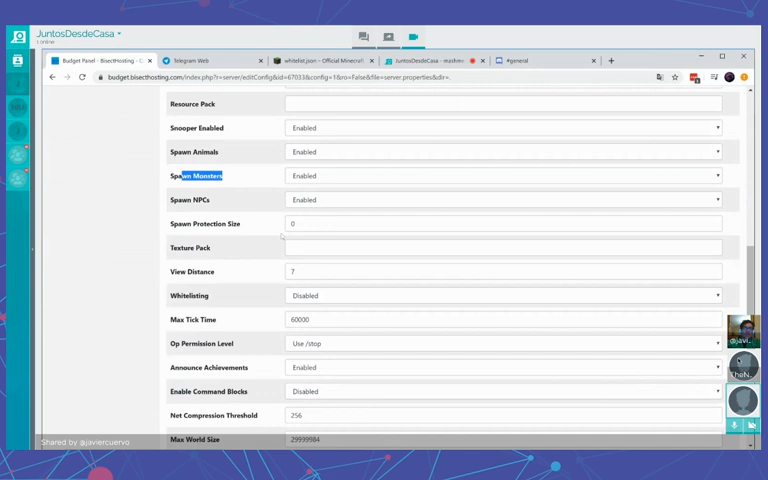 JuntosDesdeCasa
Budget Panel - BisectHosting - C
Telegram Web
whitelist.json – Official Minecraft
JuntosDesdeCasa - mashme
#general
budget.bisecthosting.com/index.php?r=server/editConfig&id=67033&config=1&ro=False&file=server.properties&dir=.
Resource Pack
Snooper Enabled Enabled
Spawn Animals Enabled
Spawn Monsters Enabled
Spawn NPCs Enabled
Spawn Protection Size 0
Texture Pack
View Distance 7
Whitelisting Disabled
Max Tick Time 60000
Op Permission Level Use /stop
Announce Achievements Enabled
Enable Command Blocks Disabled
Net Compression Threshold 256
Max World Size 29999984
@javi...
TheN...
Shared by @javiercuervo